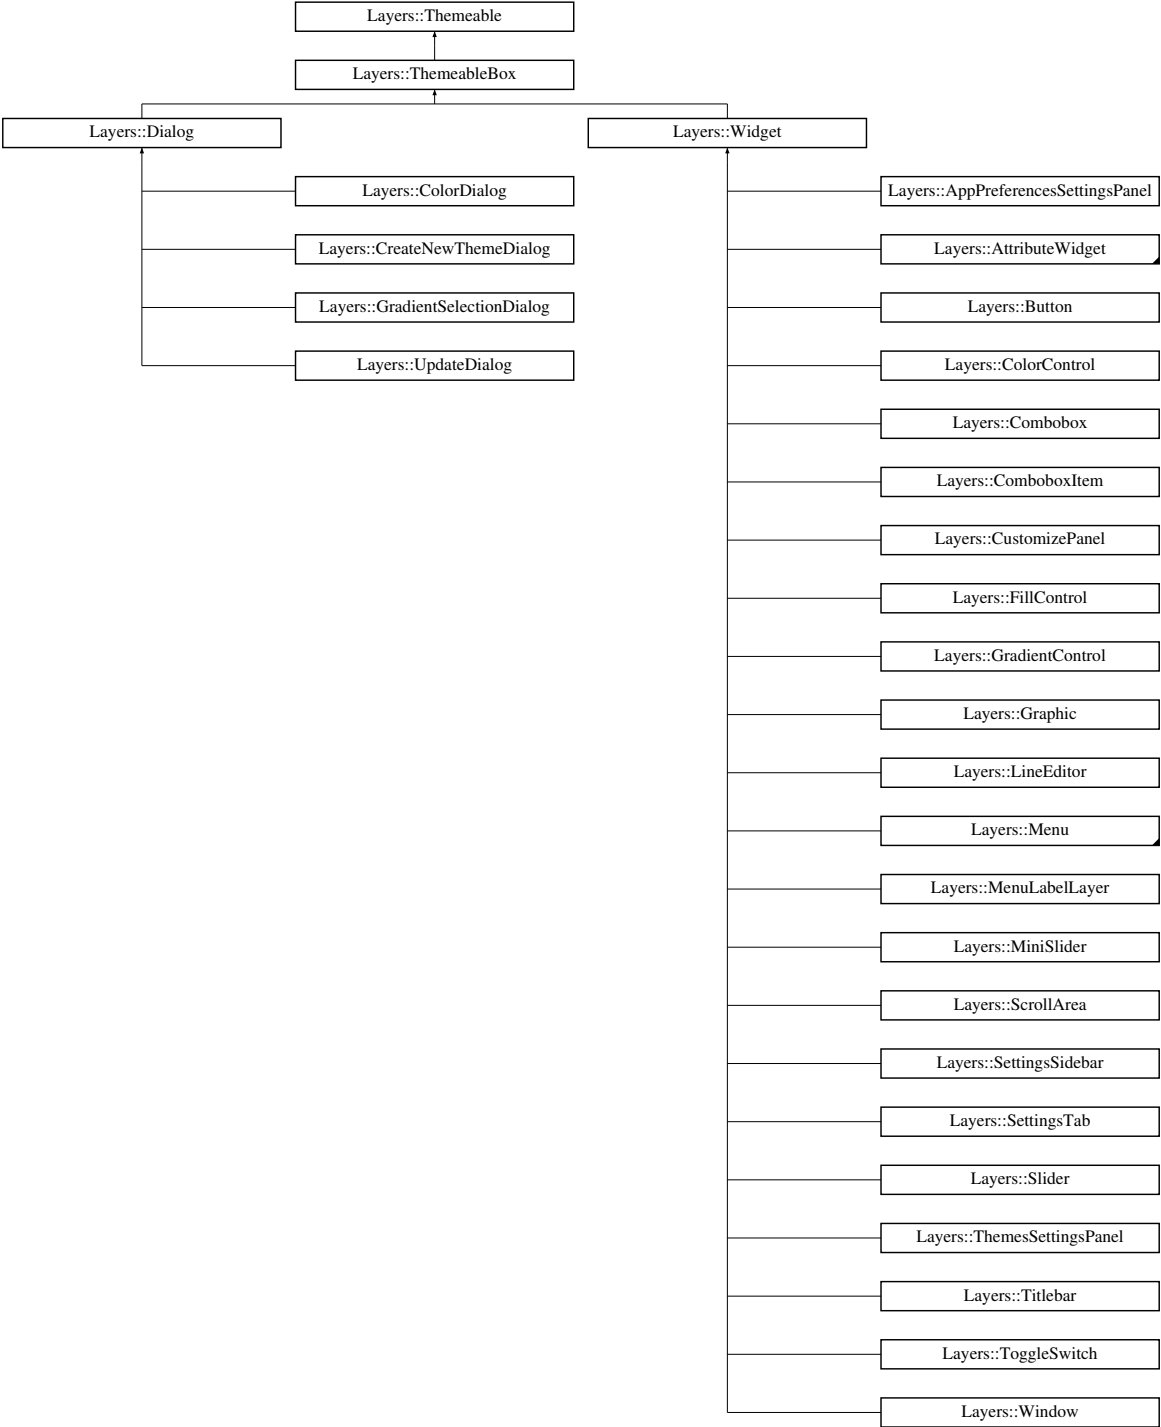 Layers::Themeable
Layers::ThemeableBox
Layers::Dialog
Layers::Widget
Layers::ColorDialog
Layers::AppPreferencesSettingsPanel
Layers::CreateNewThemeDialog
Layers::AttributeWidget
Layers::GradientSelectionDialog
Layers::Button
Layers::UpdateDialog
Layers::ColorControl
Layers::Combobox
Layers::ComboboxItem
Layers::CustomizePanel
Layers::FillControl
Layers::GradientControl
Layers::Graphic
Layers::LineEditor
Layers::Menu
Layers::MenuLabelLayer
Layers::MiniSlider
Layers::ScrollArea
Layers::SettingsSidebar
Layers::SettingsTab
Layers::Slider
Layers::ThemesSettingsPanel
Layers::Titlebar
Layers::ToggleSwitch
Layers::Window